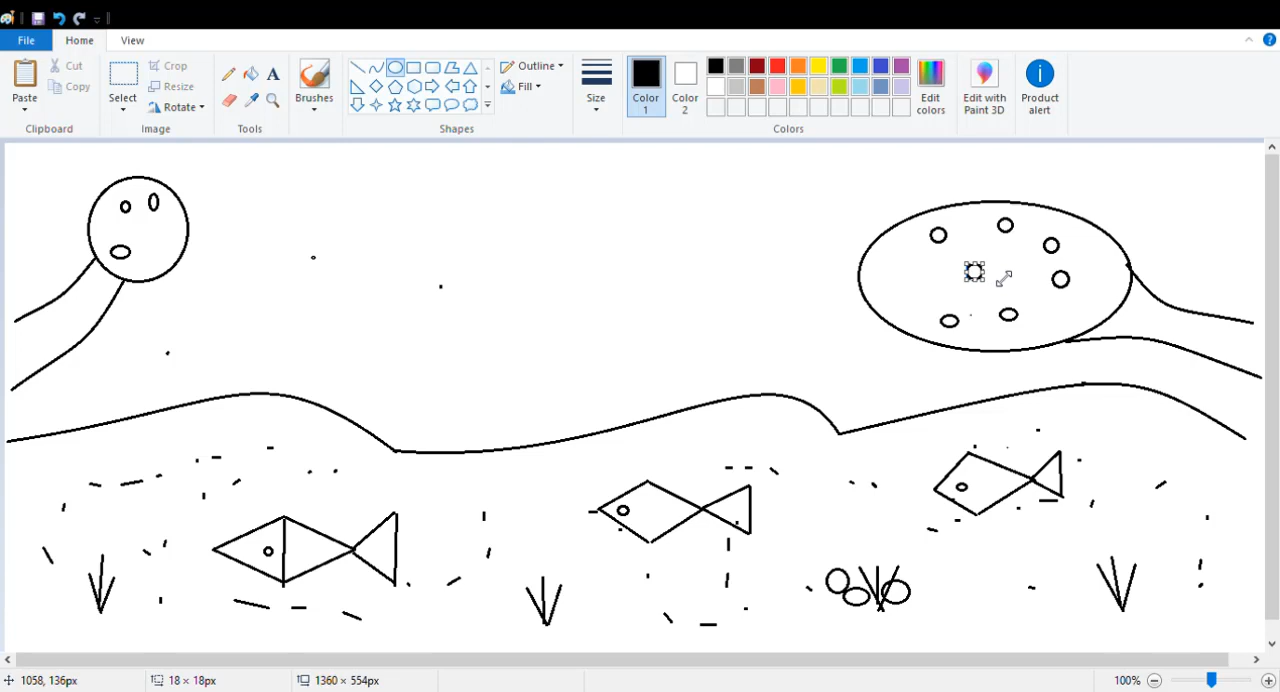 File Home View
Paste Cut Copy Select Crop Resize Rotate A Brushes Outline Fill Size Color 1 Color 2 Edit colors Edit with Paint 3D Product alert
Clipboard Image Tools Shapes Colors
1058, 136px 18 × 18px 1360 × 554px 100%